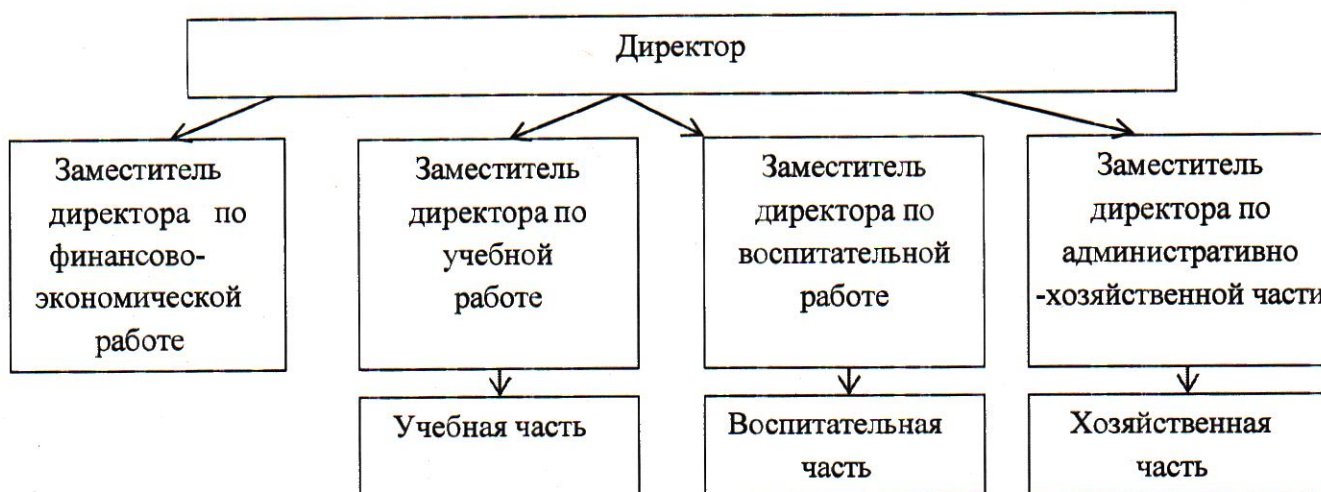 Директор
Заместитель
директора по
финансово-
экономической
работе
Заместитель
директора по
учебной
работе
Заместитель
директора по
воспитательной
работе
Заместитель
директора по
административно
-хозяйственной части
Учебная часть
Воспитательная
часть
Хозяйственная
часть